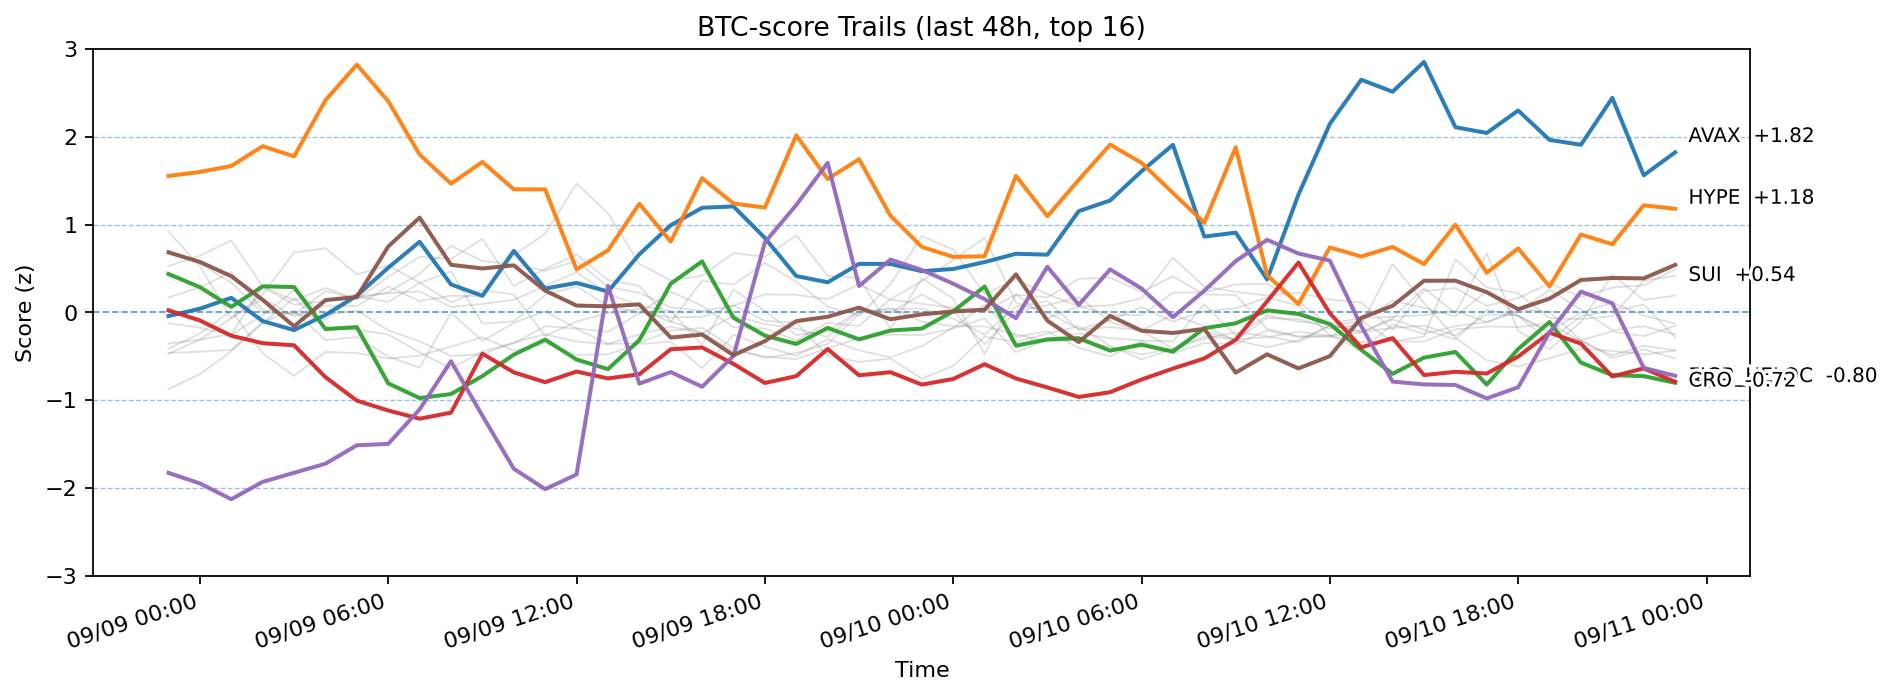 BTC-score Trails (last 48h, top 16)
Score (z)
3
2
1
0
−1
−2
−3
AVAX +1.82
HYPE +1.18
SUI +0.54
CRO -0.72
-0.80
09/09 00:00
09/09 06:00
09/09 12:00
09/09 18:00
09/10 00:00
09/10 06:00
09/10 12:00
09/10 18:00
09/11 00:00
Time